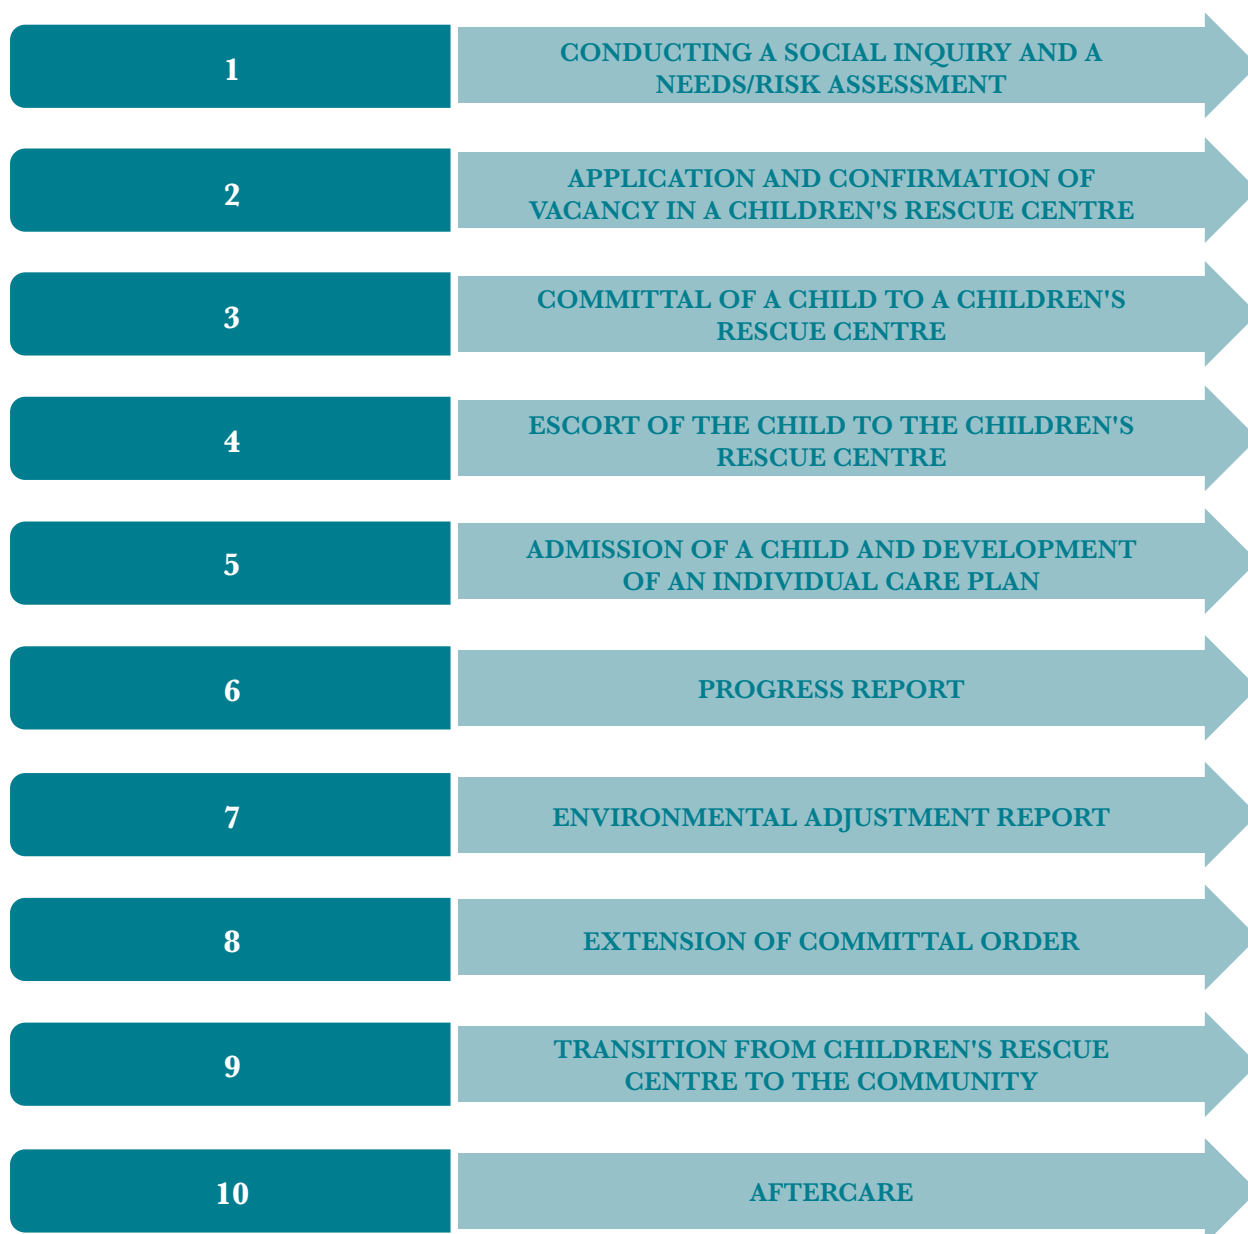 1
CONDUCTING A SOCIAL INQUIRY AND A
NEEDS/RISK ASSESSMENT
2
APPLICATION AND CONFIRMATION OF
VACANCY IN A CHILDREN'S RESCUE CENTRE
3
COMMITTAL OF A CHILD TO A CHILDREN'S
RESCUE CENTRE
4
ESCORT OF THE CHILD TO THE CHILDREN'S
RESCUE CENTRE
5
ADMISSION OF A CHILD AND DEVELOPMENT
OF AN INDIVIDUAL CARE PLAN
6
PROGRESS REPORT
7
ENVIRONMENTAL ADJUSTMENT REPORT
8
EXTENSION OF COMMITTAL ORDER
9
TRANSITION FROM CHILDREN'S RESCUE
CENTRE TO THE COMMUNITY
10
AFTERCARE